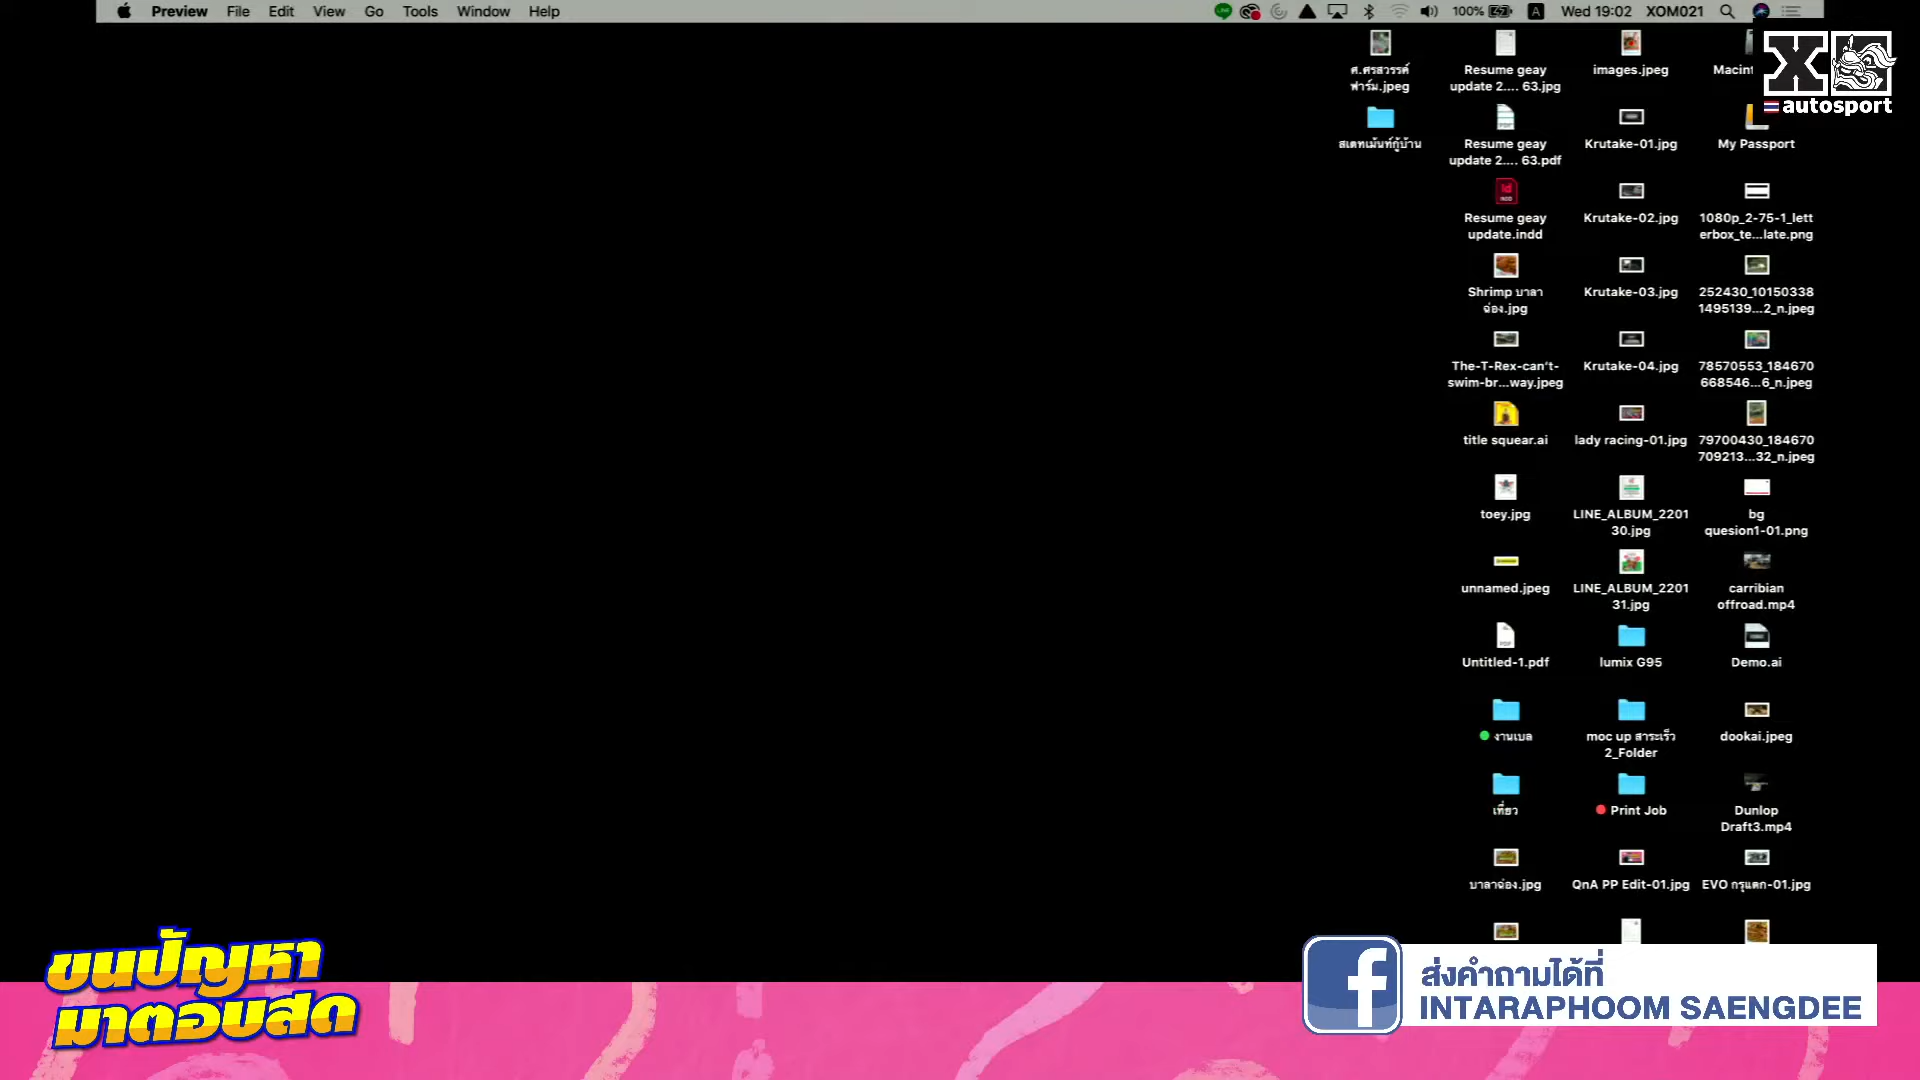 Preview File Edit View Go Tools Window Help
100% A Wed 19:02 XOM021
X autosport
ศ.ศรสวรรค์
ฟาร์ม.jpeg
สเตทเม้นท์กู้บ้าน
Resume geay
update 2.... 63.jpg
Resume geay
update 2.... 63.pdf
Resume geay
update.indd
Shrimp บาลา
ฉ่อง.jpg
The-T-Rex-can't-
swim-br...way.jpeg
title squear.ai
toey.jpg
unnamed.jpeg
Untitled-1.pdf
งานเบล
เที่ยว
บาลาฉ่อง.jpg
images.jpeg
Krutake-01.jpg
Krutake-02.jpg
Krutake-03.jpg
Krutake-04.jpg
lady racing-01.jpg
LINE_ALBUM_2201
30.jpg
LINE_ALBUM_2201
31.jpg
lumix G95
moc up สาระเร็ว
2_Folder
Print Job
QnA PP Edit-01.jpg
My Passport
1080p_2-75-1_lett
erbox_te...late.png
252430_10150338
1495139...2_n.jpeg
78570553_184670
668546...6_n.jpeg
79700430_184670
709213...32_n.jpeg
bg
quesion1-01.png
carribian
offroad.mp4
Demo.ai
dookai.jpeg
Dunlop
Draft3.mp4
EVO กรุแตก-01.jpg
ขนปัญหา
มาตอบสด
f
ส่งคำถามได้ที่
INTARAPHOOM SAENGDEE